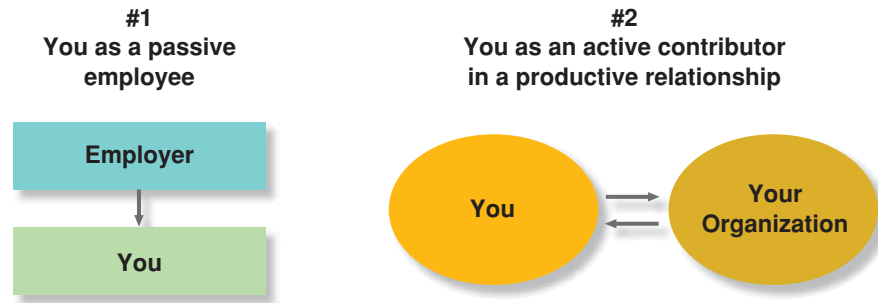 #1
You as a passive
employee
Employer
You
#2
You as an active contributor
in a productive relationship
You
Your
Organization